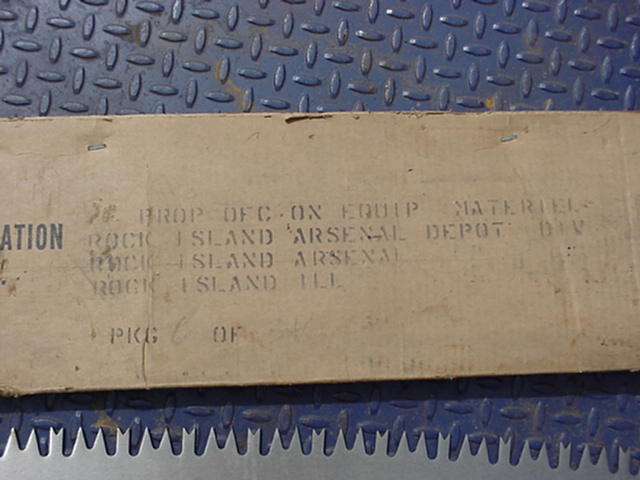 PROP OFC ON EQUIP MATERIEL
ATION ROCK ISLAND ARSENAL DEPOT DIV
ROCK ISLAND ARSENAL
ROCK ISLAND ILL
PKG 6 OF